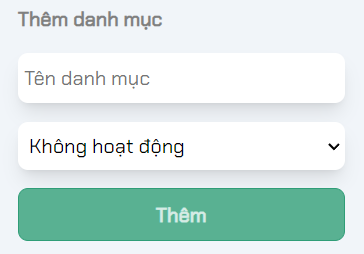 Thêm danh mục
Tên danh mục
Không hoạt động
Thêm